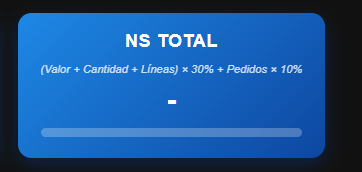 NS TOTAL
(Valor + Cantidad + Líneas) × 30% + Pedidos × 10%
-